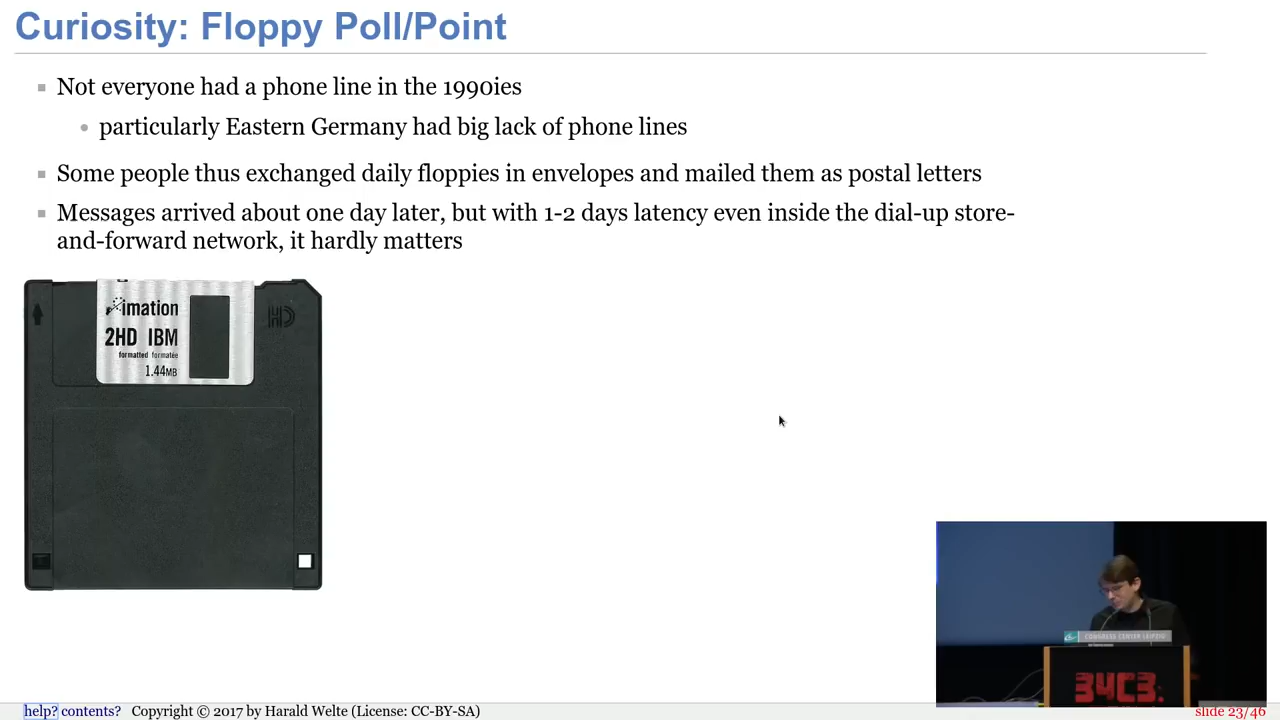 Curiosity: Floppy Poll/Point
Not everyone had a phone line in the 1990ies
particularly Eastern Germany had big lack of phone lines
Some people thus exchanged daily floppies in envelopes and mailed them as postal letters
Messages arrived about one day later, but with 1-2 days latency even inside the dial-up store-
and-forward network, it hardly matters
imation
2HD IBM
formatted formatée
1.44MB
HD
CONGRESS CENTER LEIPZIG
34C3.
help? contents? Copyright © 2017 by Harald Welte (License: CC-BY-SA)
slide 23/46